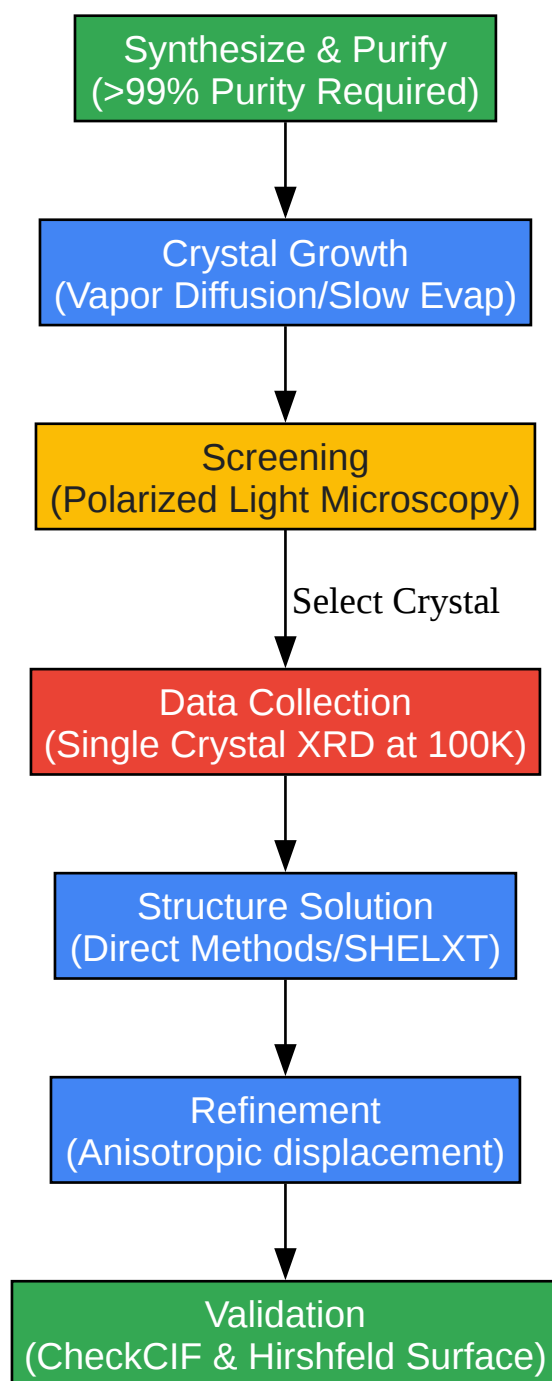 Synthesize & Purify
(>99% Purity Required)
Crystal Growth
(Vapor Diffusion/Slow Evap)
Screening
(Polarized Light Microscopy)
Select Crystal
Data Collection
(Single Crystal XRD at 100K)
Structure Solution
(Direct Methods/SHELXT)
Refinement
(Anisotropic displacement)
Validation
(CheckCIF & Hirshfeld Surface)